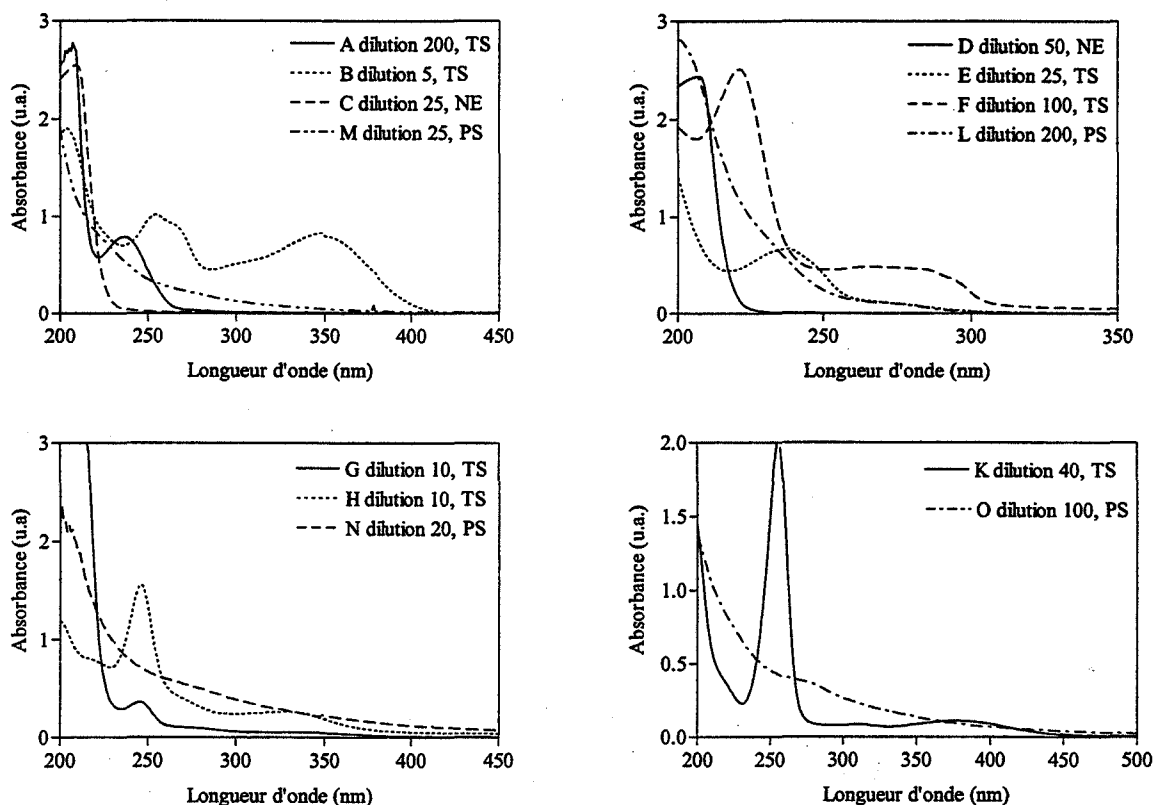 3
A dilution 200, TS
B dilution 5, TS
C dilution 25, NE
M dilution 25, PS
2
1
0
Absorbance (u.a.)
200 250 300 350 400 450
Longueur d'onde (nm)
3
D dilution 50, NE
E dilution 25, TS
F dilution 100, TS
L dilution 200, PS
2
1
0
Absorbance (u.a.)
200 250 300 350
Longueur d'onde (nm)
3
G dilution 10, TS
H dilution 10, TS
N dilution 20, PS
2
1
0
Absorbance (u.a)
200 250 300 350 400 450
Longueur d'onde (nm)
2.0
K dilution 40, TS
O dilution 100, PS
1.5
1.0
0.5
0.0
Absorbance (u.a.)
200 250 300 350 400 450 500
Longueur d'onde (nm)